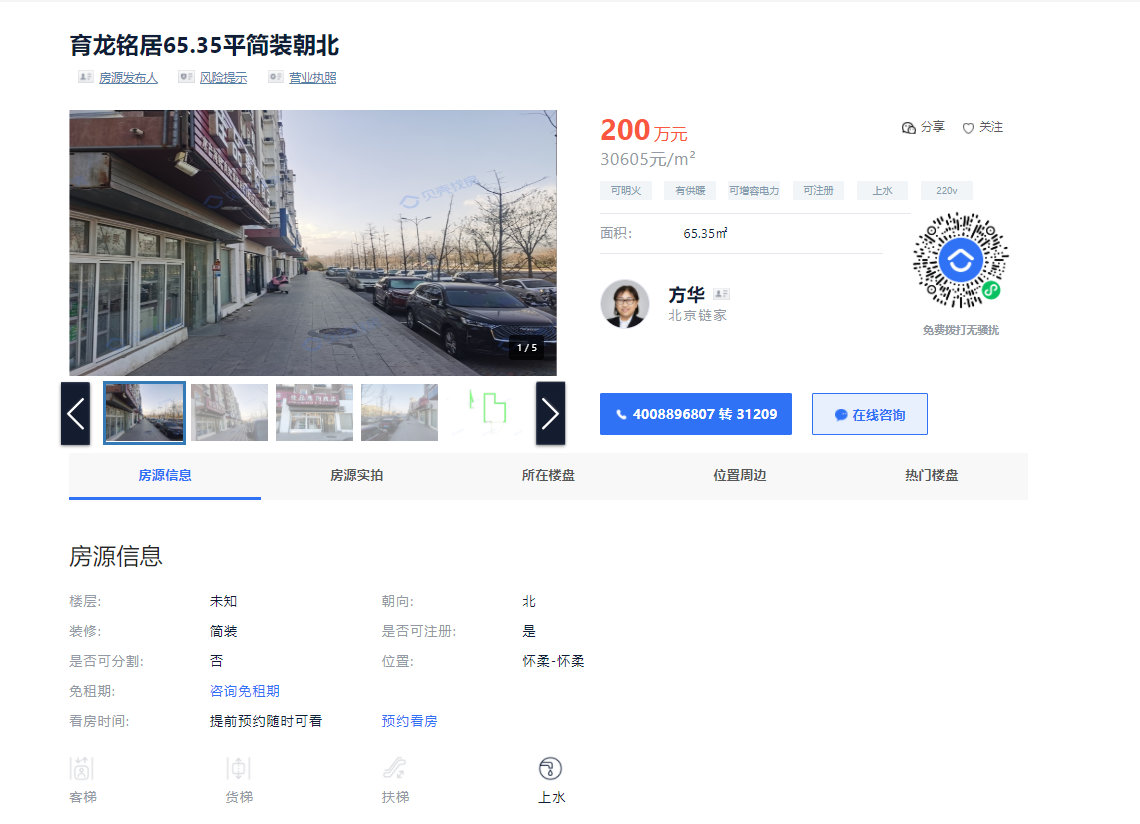 育龙铭居65.35平简装朝北
房源发布人 风险提示 营业执照
贝壳找房
1 / 5
200 万元
分享 关注
30605元/m²
可明火 有供暖 可增容电力 可注册 上水 220v
面积: 65.35㎡
方华
北京链家
免费拨打无骚扰
4008896807 转 31209
在线咨询
房源信息 房源实拍 所在楼盘 位置周边 热门楼盘
房源信息
楼层: 未知 朝向: 北
装修: 简装 是否可注册: 是
是否可分割: 否 位置: 怀柔-怀柔
免租期: 咨询免租期
看房时间: 提前预约随时可看 预约看房
客梯 货梯 扶梯 上水